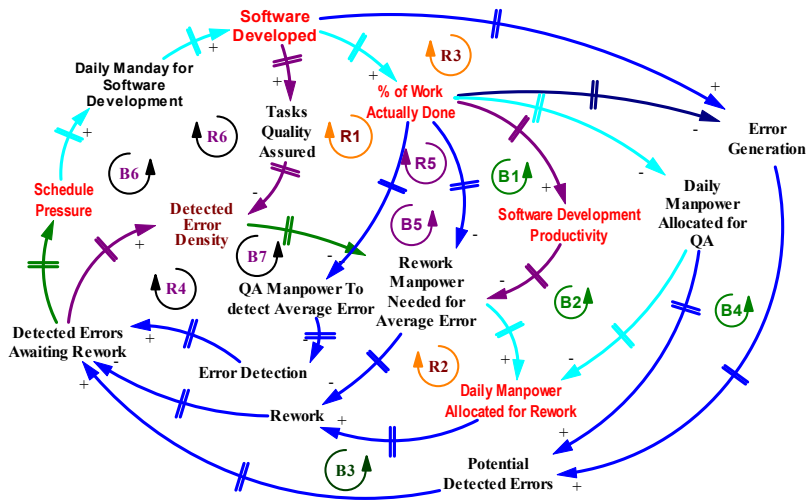 Software
Developed
+
+
+
R3
Daily Manday for
Software
Development
+
% of Work
Actually Done
+
-
Error
Generation
Tasks
Quality
Assured
R6
R1
R5
B1
B6
-
+
-
Schedule
Pressure
Detected
Error
Density
+
B5
Software Development
Productivity
Daily
Manpower
Allocated for
QA
B7
-
-
-
QA Manpower To
detect Average Error
Rework
Manpower
Needed for
Average Error
B2
B4
R4
Detected Errors
Awaiting Rework
+
-
+
-
-
+
-
Error Detection
R2
Daily Manpower
Allocated for Rework
Rework
+
+
+
B3
Potential
Detected Errors